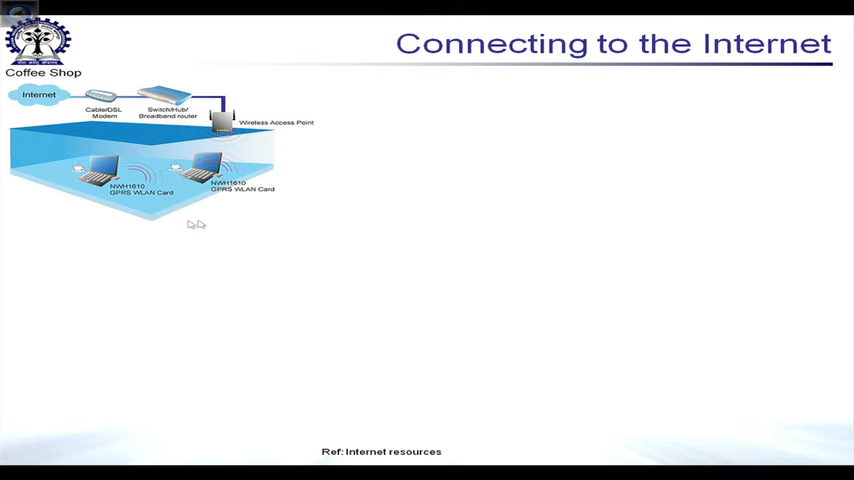 Connecting to the Internet
Coffee Shop
Internet
Cable/DSL
Modem
Switch/Hub/
Broadband router
Wireless Access Point
NWH1610
GPRS WLAN Card
NWH1610
GPRS WLAN Card
Ref: Internet resources